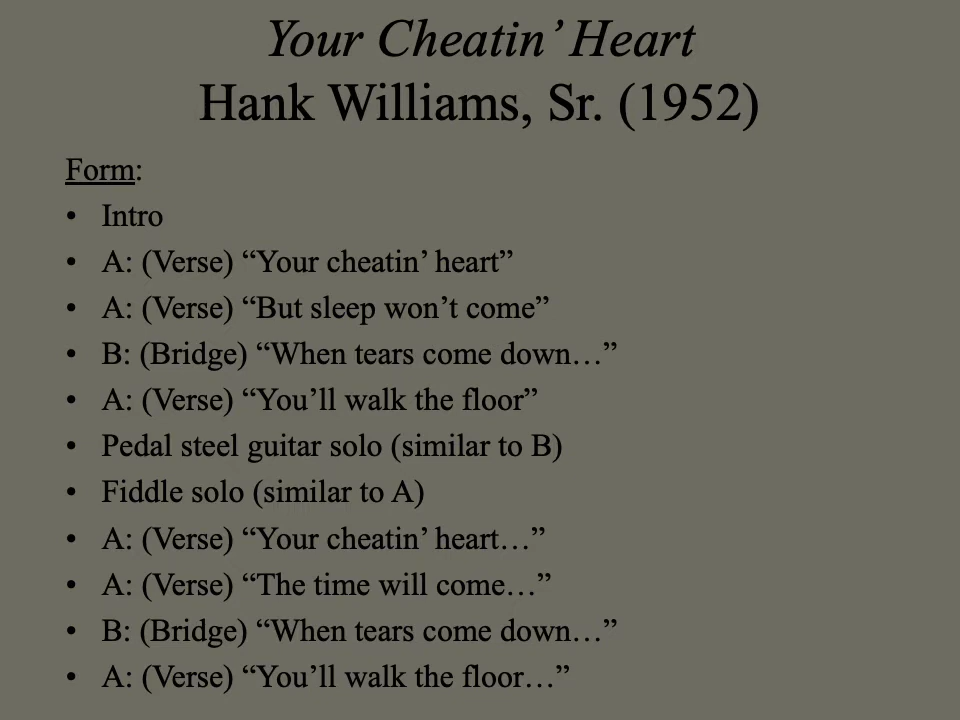 Your Cheatin’ Heart
Hank Williams, Sr. (1952)
Form:
• Intro
• A: (Verse) “Your cheatin’ heart”
• A: (Verse) “But sleep won’t come”
• B: (Bridge) “When tears come down…”
• A: (Verse) “You’ll walk the floor”
• Pedal steel guitar solo (similar to B)
• Fiddle solo (similar to A)
• A: (Verse) “Your cheatin’ heart…”
• A: (Verse) “The time will come…”
• B: (Bridge) “When tears come down…”
• A: (Verse) “You’ll walk the floor…”